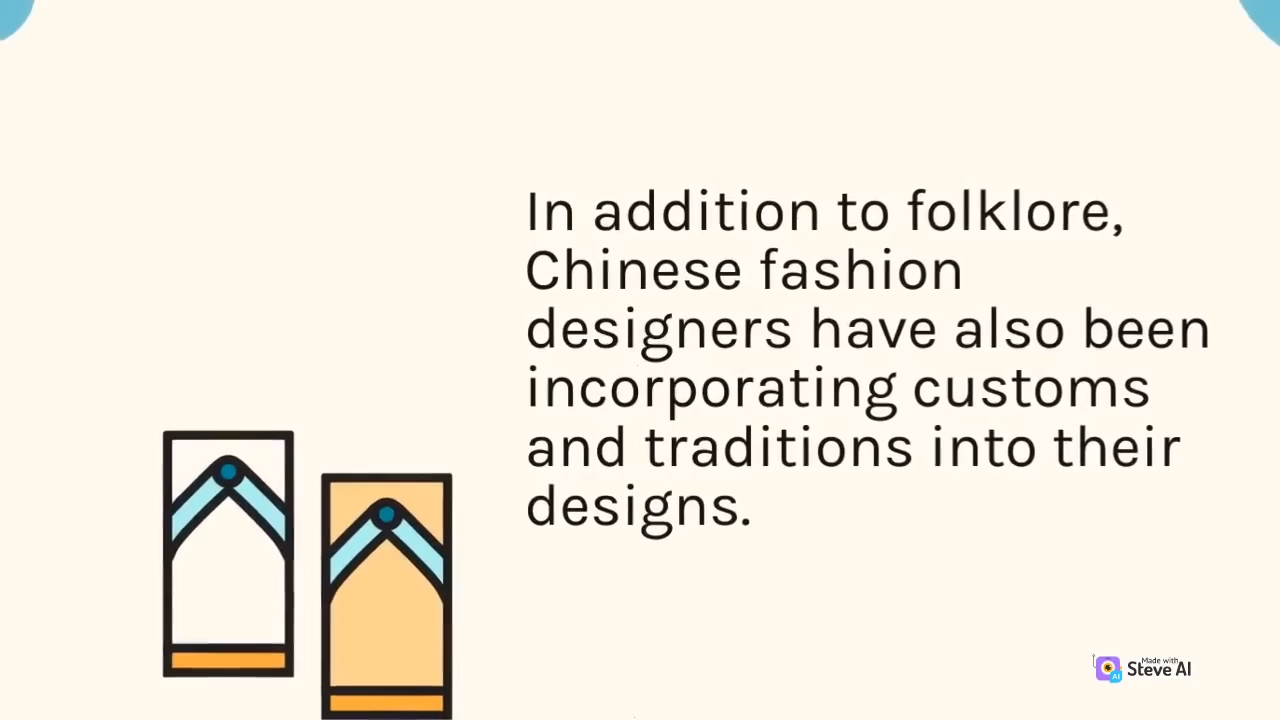 In addition to folklore,
Chinese fashion
designers have also been
incorporating customs
and traditions into their
designs.
Made with
Steve AI
AI